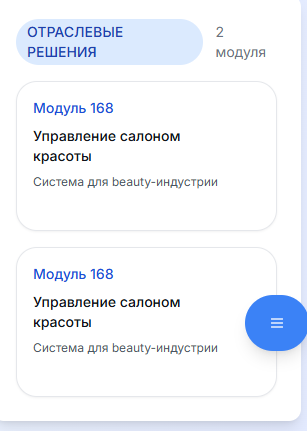 ОТРАСЛЕВЫЕ
РЕШЕНИЯ
2
модуля
Модуль 168
Управление салоном
красоты
Система для beauty-индустрии
Модуль 168
Управление салоном
красоты
Система для beauty-индустрии